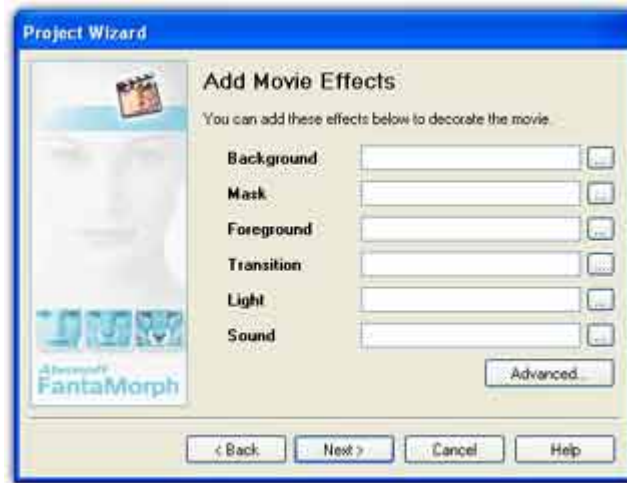 Project Wizard
Add Movie Effects
You can add these effects below to decorate the movie.
Background ...
Mask ...
Foreground ...
Transition ...
Light ...
Sound ...
Advanced...
Abrosoft
FantaMorph
< Back Next > Cancel Help